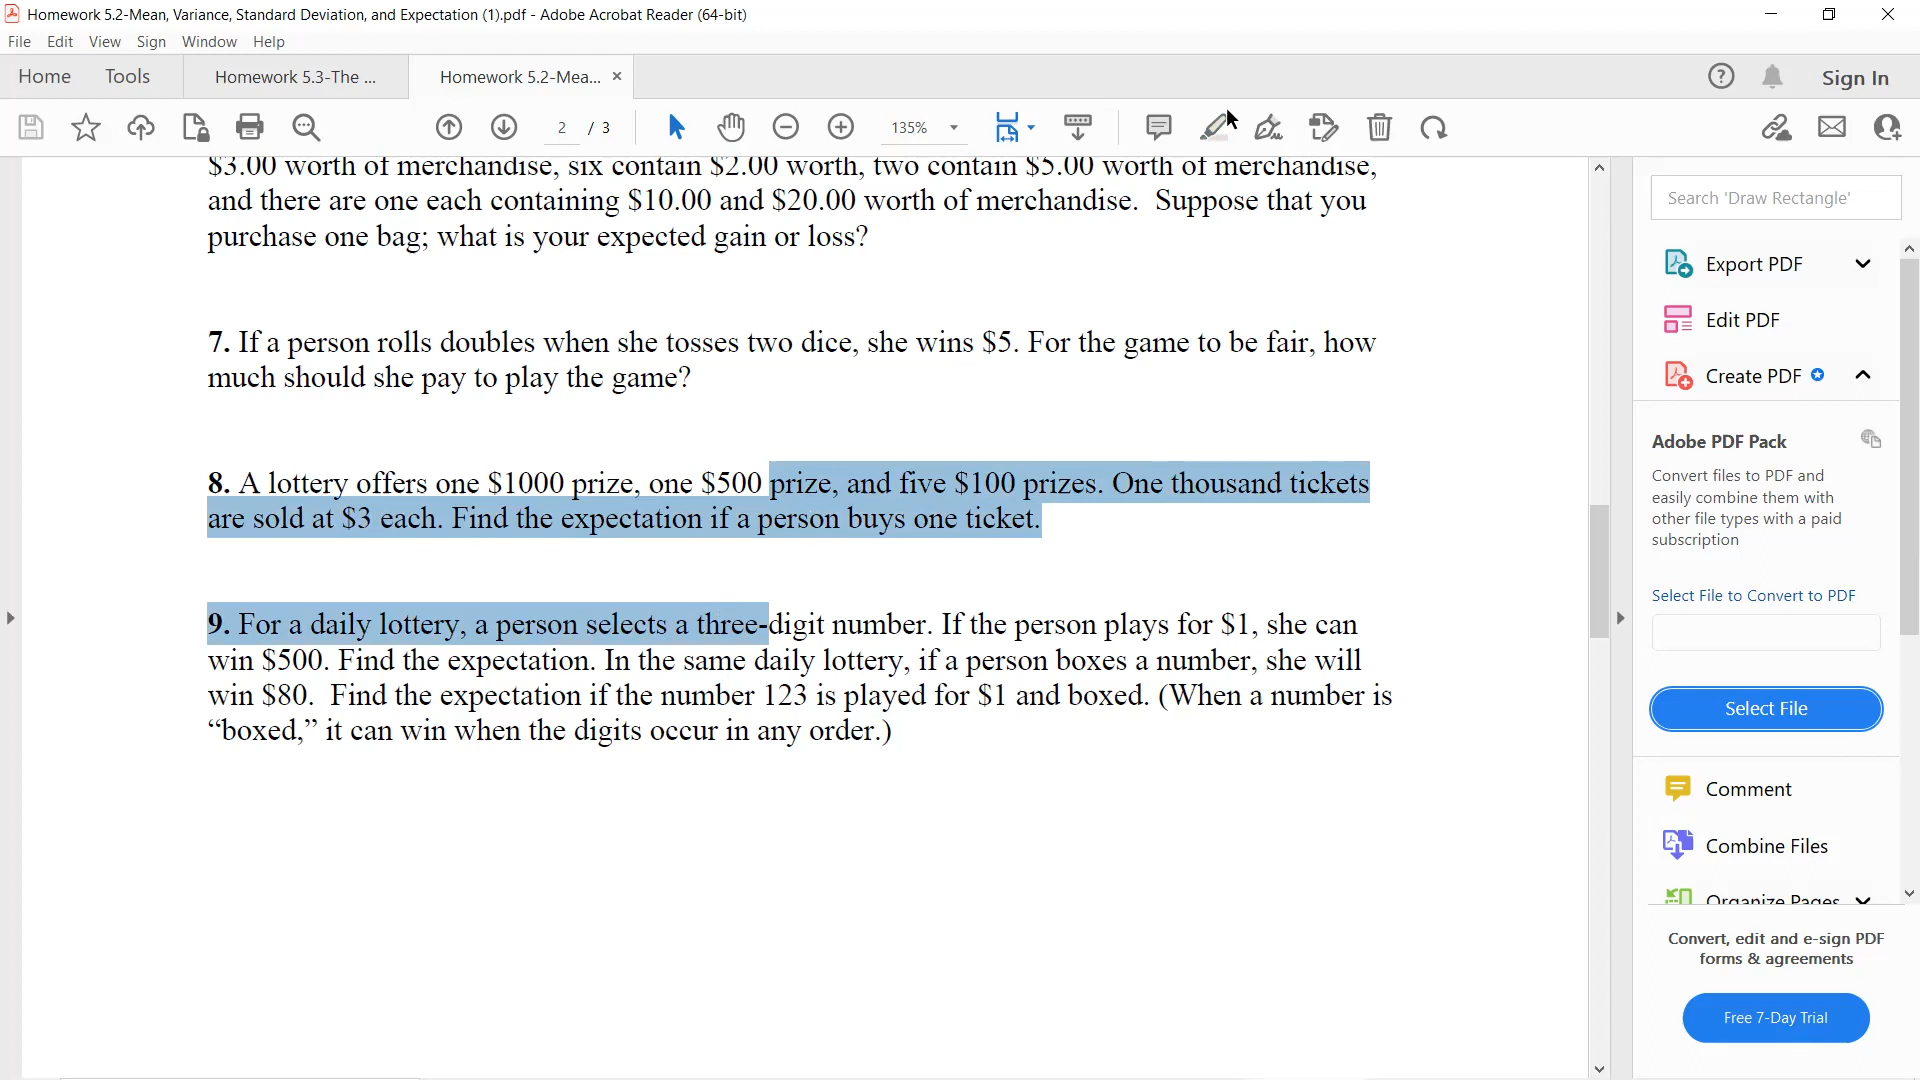 Homework 5.2-Mean, Variance, Standard Deviation, and Expectation (1).pdf - Adobe Acrobat Reader (64-bit)
File Edit View Sign Window Help
Home Tools Homework 5.3-The ... Homework 5.2-Mea... × Sign In
2 / 3 135%
$3.00 worth of merchandise, six contain $2.00 worth, two contain $5.00 worth of merchandise,
and there are one each containing $10.00 and $20.00 worth of merchandise. Suppose that you
purchase one bag; what is your expected gain or loss?
7. If a person rolls doubles when she tosses two dice, she wins $5. For the game to be fair, how
much should she pay to play the game?
8. A lottery offers one $1000 prize, one $500 prize, and five $100 prizes. One thousand tickets
are sold at $3 each. Find the expectation if a person buys one ticket.
9. For a daily lottery, a person selects a three-digit number. If the person plays for $1, she can
win $500. Find the expectation. In the same daily lottery, if a person boxes a number, she will
win $80. Find the expectation if the number 123 is played for $1 and boxed. (When a number is
“boxed,” it can win when the digits occur in any order.)
Search 'Draw Rectangle'
Export PDF
Edit PDF
Create PDF
Adobe PDF Pack
Convert files to PDF and
easily combine them with
other file types with a paid
subscription
Select File to Convert to PDF
Select File
Comment
Combine Files
Organize Pages
Convert, edit and e-sign PDF
forms & agreements
Free 7-Day Trial